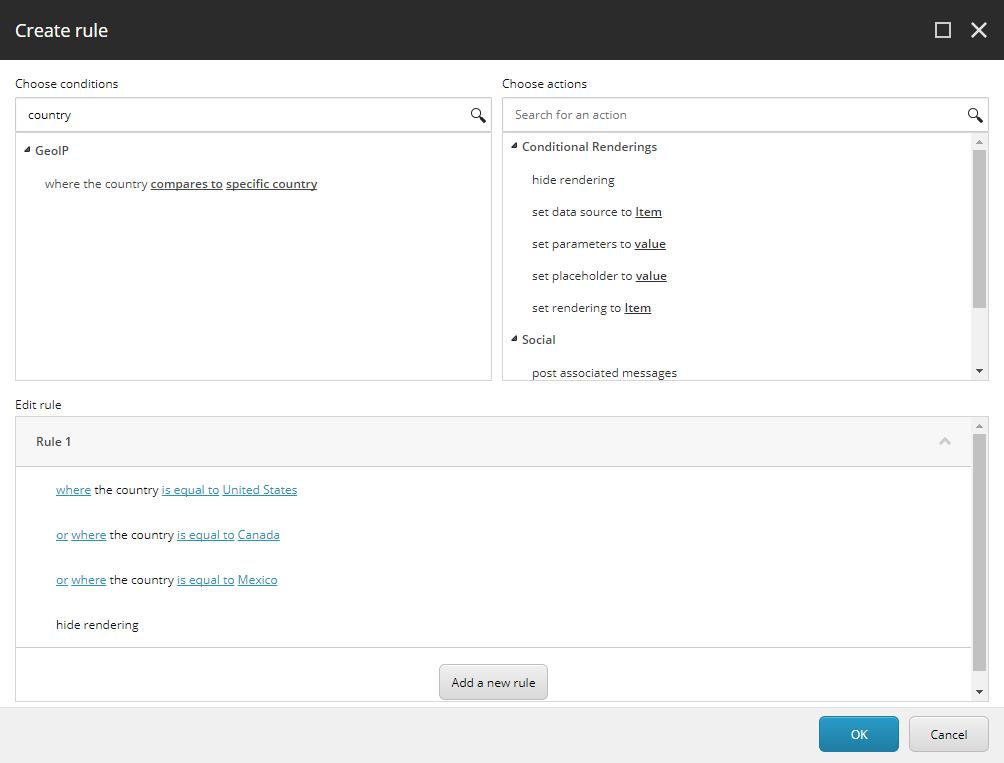 Create rule
Choose conditions
country
GeoIP
where the country compares to specific country
Choose actions
Search for an action
Conditional Renderings
hide rendering
set data source to Item
set parameters to value
set placeholder to value
set rendering to Item
Social
post associated messages
Edit rule
Rule 1
where the country is equal to United States
or where the country is equal to Canada
or where the country is equal to Mexico
hide rendering
Add a new rule
OK
Cancel